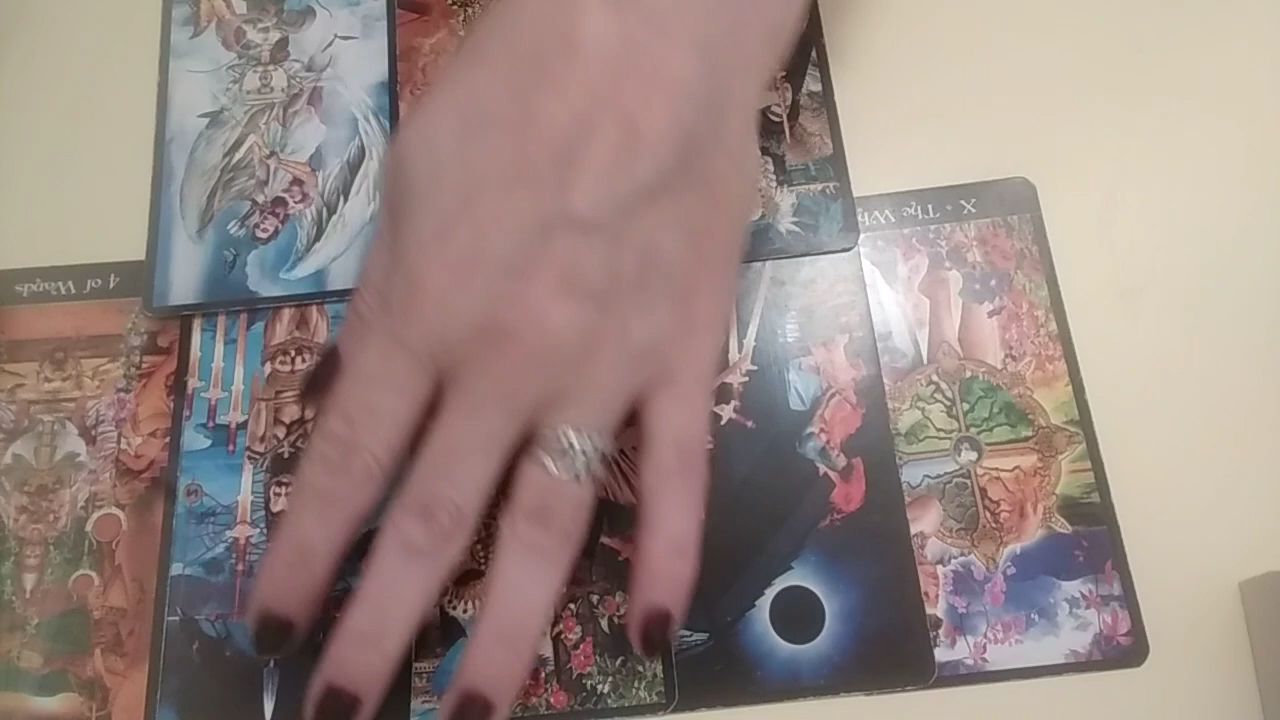 X • The Wh
4 of Wands